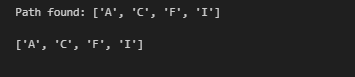 Path found: ['A', 'C', 'F', 'I']
['A', 'C', 'F', 'I']